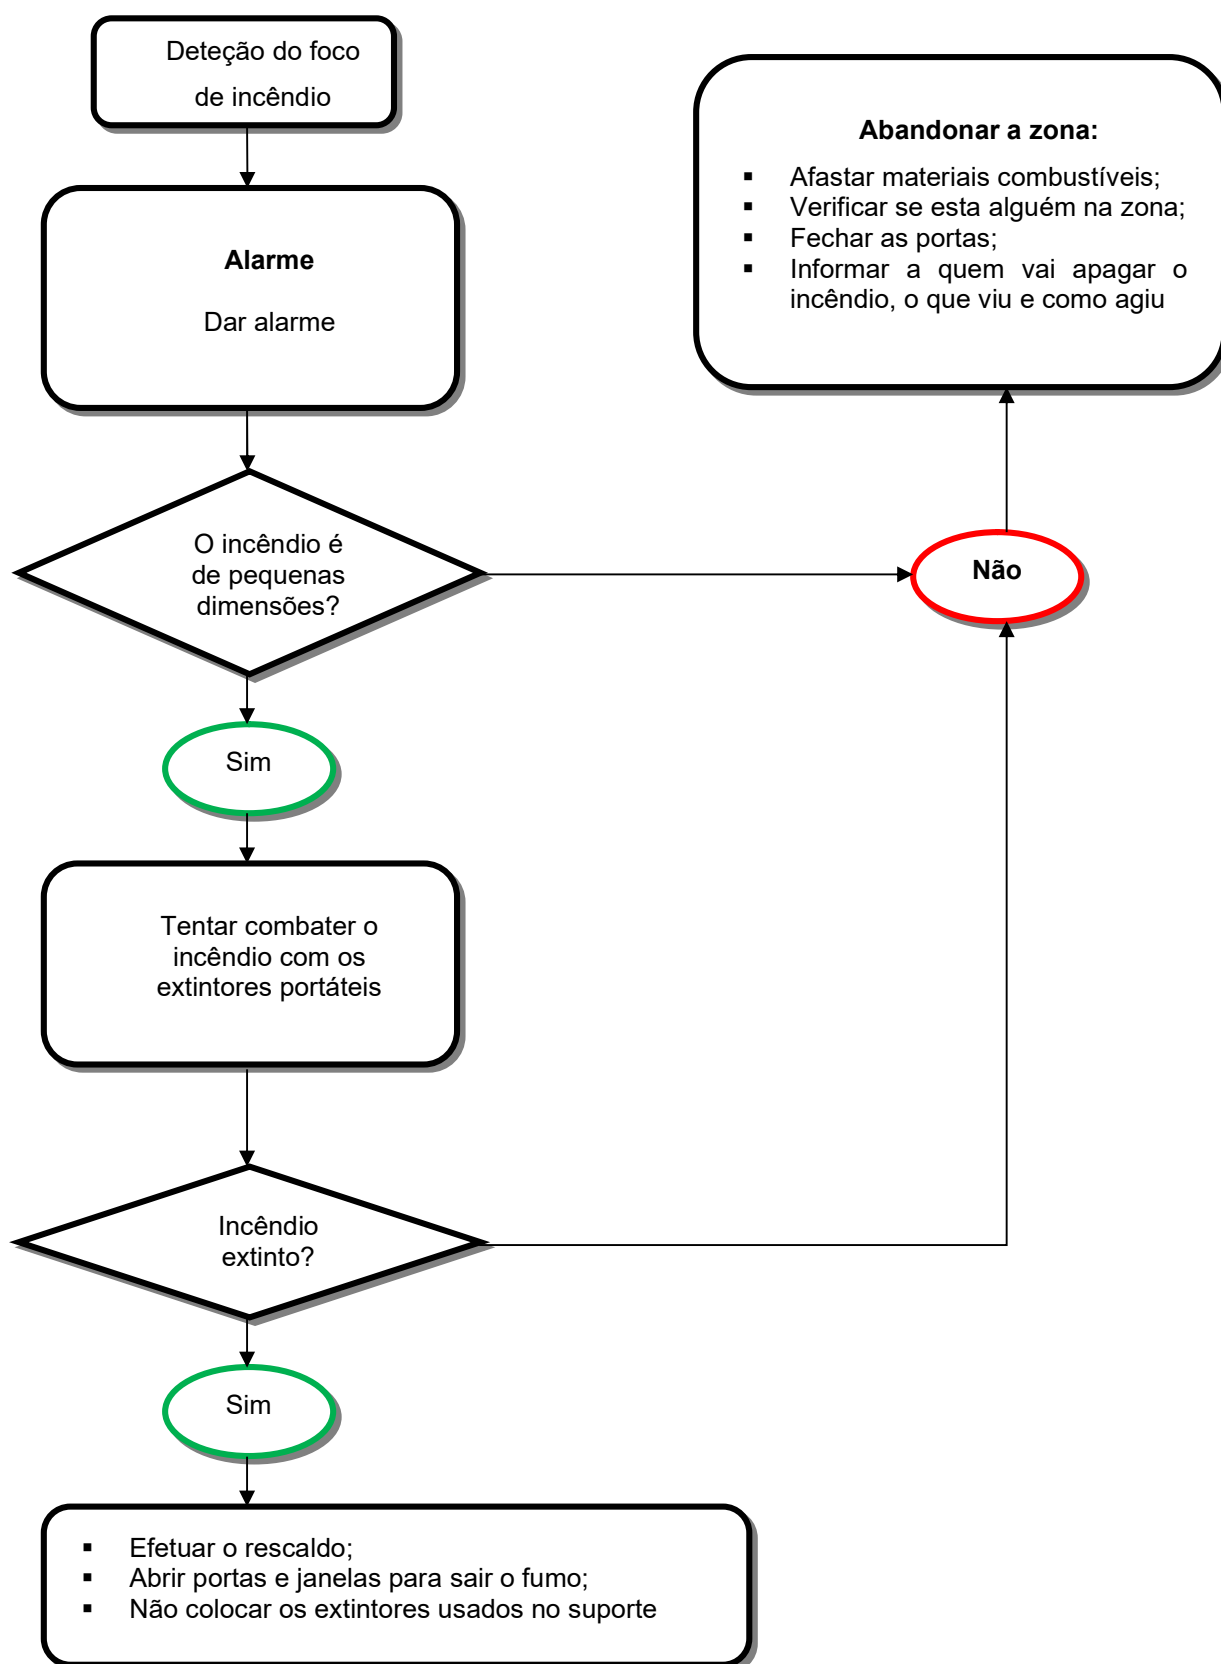 Deteção do foco
de incêndio
Alarme
Dar alarme
O incêndio é
de pequenas
dimensões?
Sim
Tentar combater o
incêndio com os
extintores portáteis
Incêndio
extinto?
Sim
▪ Efetuar o rescaldo;
▪ Abrir portas e janelas para sair o fumo;
▪ Não colocar os extintores usados no suporte
Não
Abandonar a zona:
▪ Afastar materiais combustíveis;
▪ Verificar se esta alguém na zona;
▪ Fechar as portas;
▪ Informar a quem vai apagar o
incêndio, o que viu e como agiu